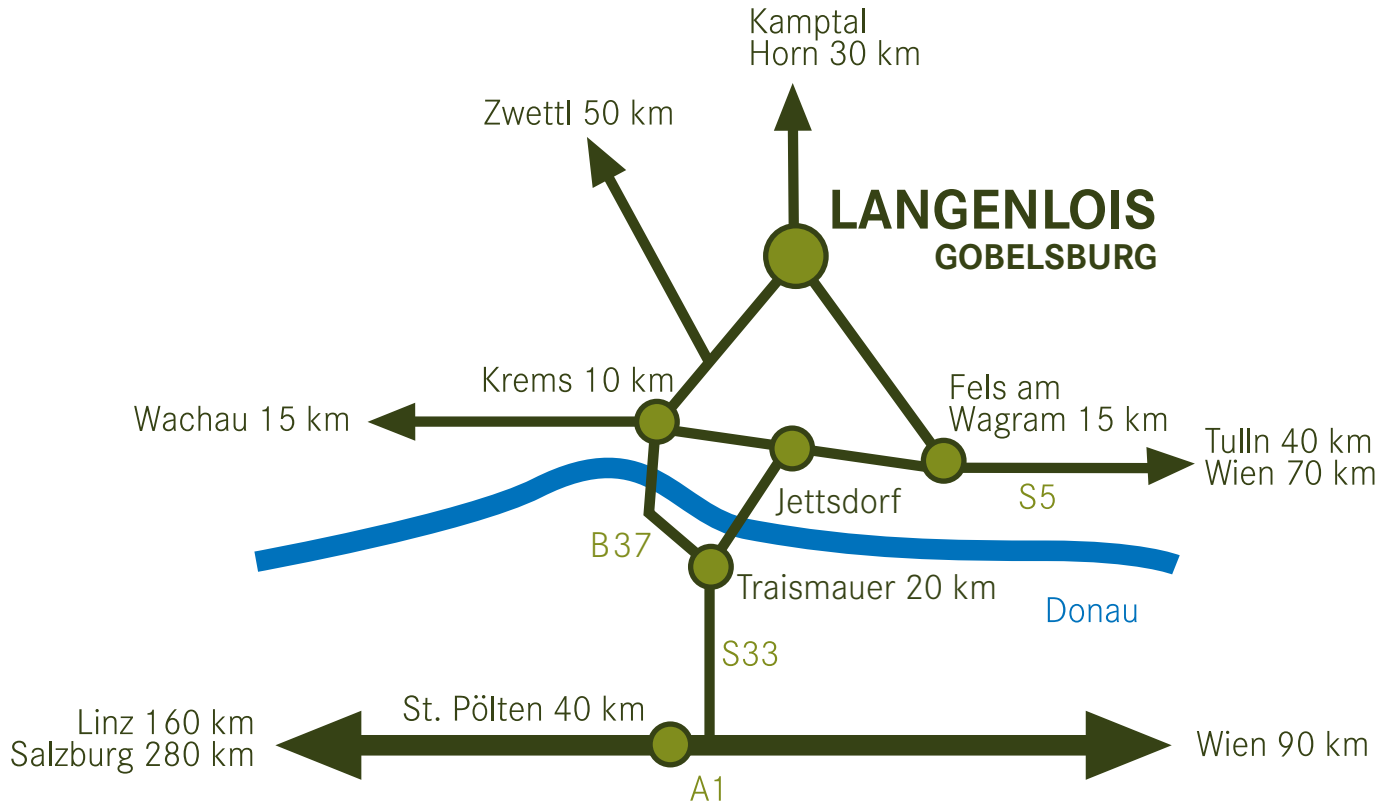 Kamptal
Horn 30 km
Zwettl 50 km
LANGENLOIS
GOBELSBURG
Krems 10 km
Wachau 15 km
Fels am
Wagram 15 km
Tulln 40 km
Wien 70 km
S5
Jettsdorf
B37
Traismauer 20 km
Donau
S33
St. Pölten 40 km
Linz 160 km
Salzburg 280 km
Wien 90 km
A1